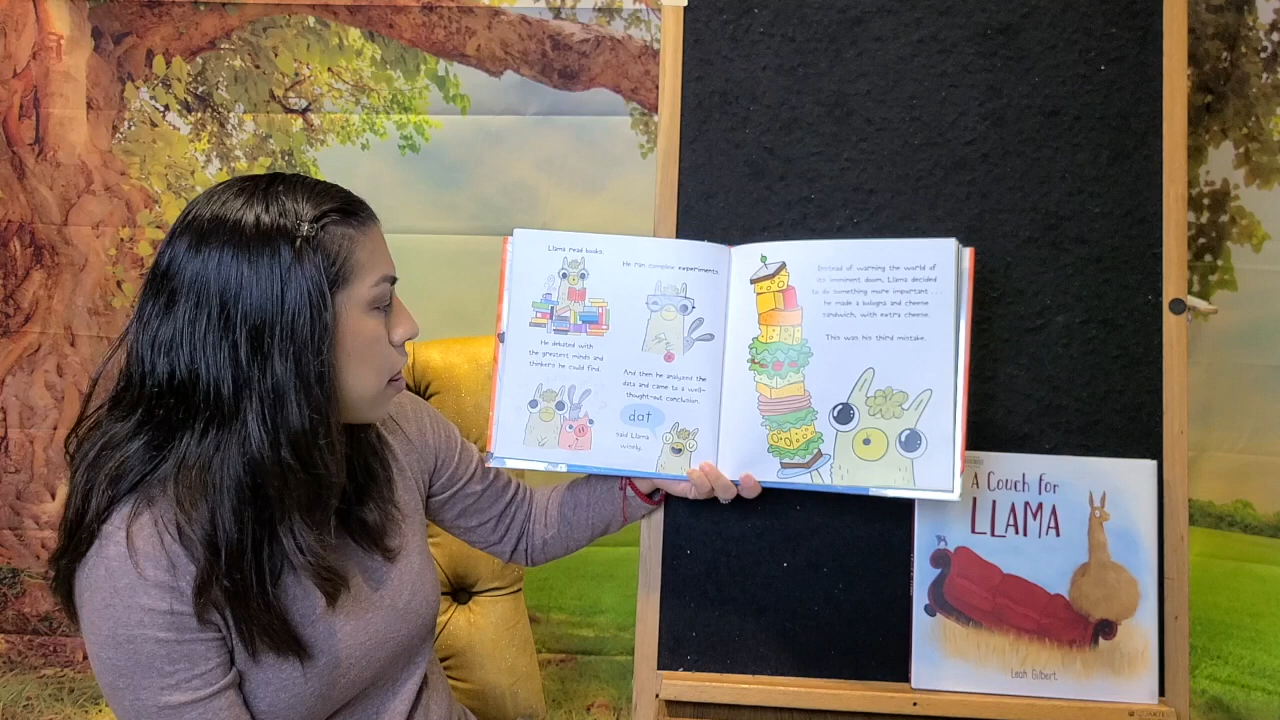 Llama read books.
He ran complex experiments.
He debated with
the greatest minds and
thinkers he could find.
And then he analyzed the
data and came to a well-
thought-out conclusion.
dat
said Llama
wisely.
Instead of warning the world of
its imminent doom, Llama decided
to do something more important . . .
he made a bologna and cheese
sandwich, with extra cheese.
This was his third mistake.
A Couch for
LLAMA
Leah Gilbert